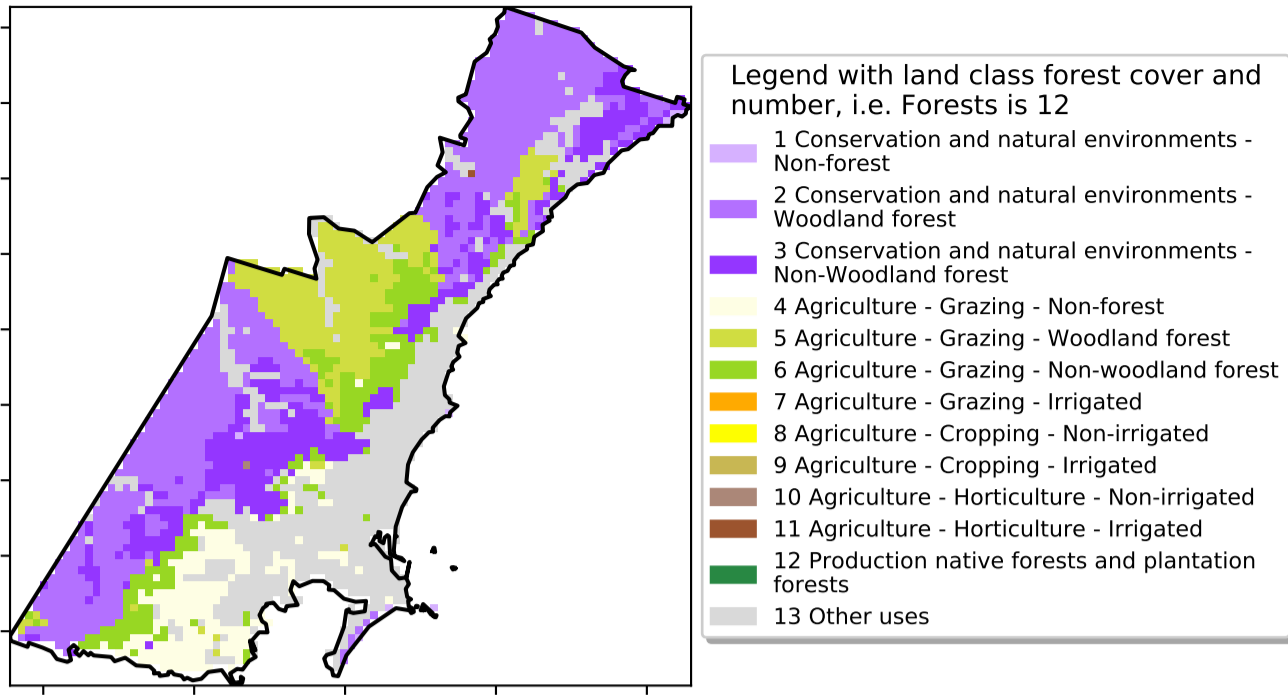 Legend with land class forest cover and
number, i.e. Forests is 12
1 Conservation and natural environments -
Non-forest
2 Conservation and natural environments -
Woodland forest
3 Conservation and natural environments -
Non-Woodland forest
4 Agriculture - Grazing - Non-forest
5 Agriculture - Grazing - Woodland forest
6 Agriculture - Grazing - Non-woodland forest
7 Agriculture - Grazing - Irrigated
8 Agriculture - Cropping - Non-irrigated
9 Agriculture - Cropping - Irrigated
10 Agriculture - Horticulture - Non-irrigated
11 Agriculture - Horticulture - Irrigated
12 Production native forests and plantation
forests
13 Other uses